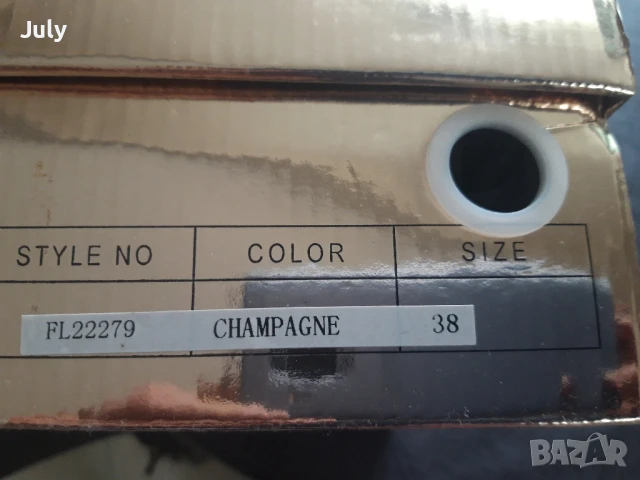 July
STYLE NO COLOR SIZE
FL22279 CHAMPAGNE 38
BAZAR